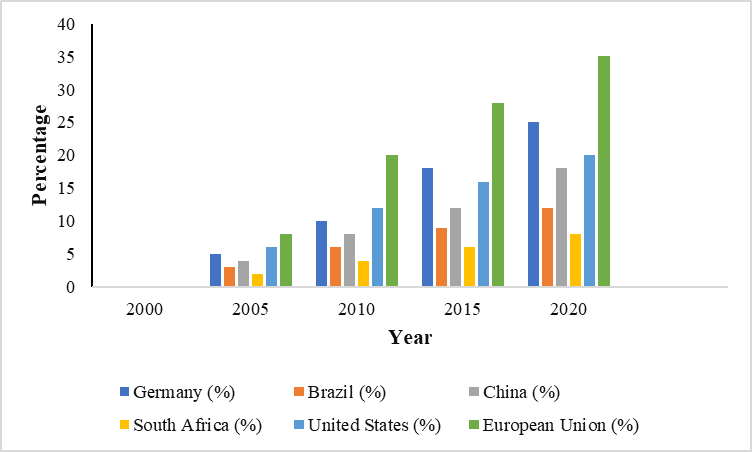 40
35
30
25
20
15
10
5
0
Percentage
2000 2005 2010 2015 2020
Year
Germany (%) Brazil (%) China (%)
South Africa (%) United States (%) European Union (%)